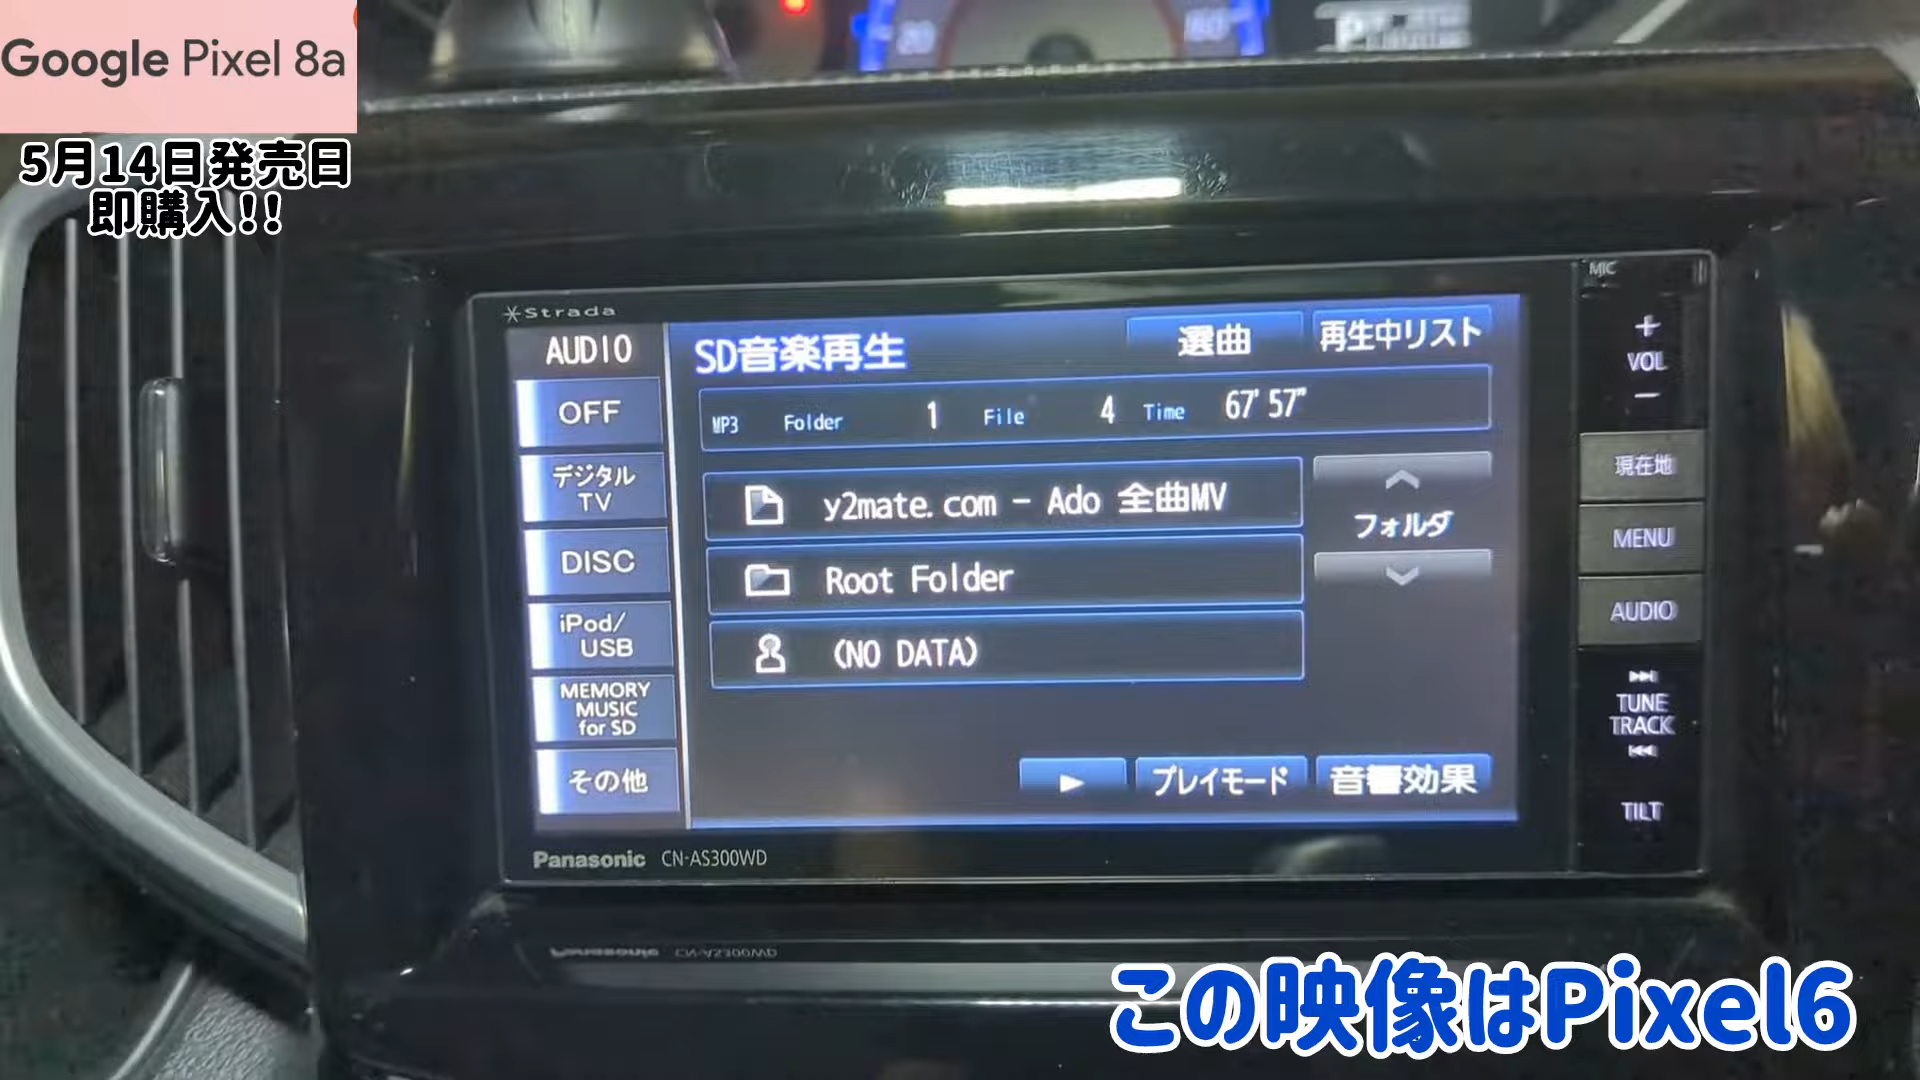 Google Pixel 8a
5月14日発売日
即購入!!
Strada
AUDIO
OFF
デジタル
TV
DISC
iPod/
USB
MEMORY
MUSIC
for SD
その他
SD音楽再生
選曲
再生中リスト
MP3 Folder 1 File 4 Time 67'57"
y2mate.com - Ado 全曲MV
Root Folder
(NO DATA)
フォルダ
プレイモード
音響効果
MIC
+
VOL
−
現在地
MENU
AUDIO
TUNE
TRACK
TILT
Panasonic CN-AS300WD
この映像はPixel6